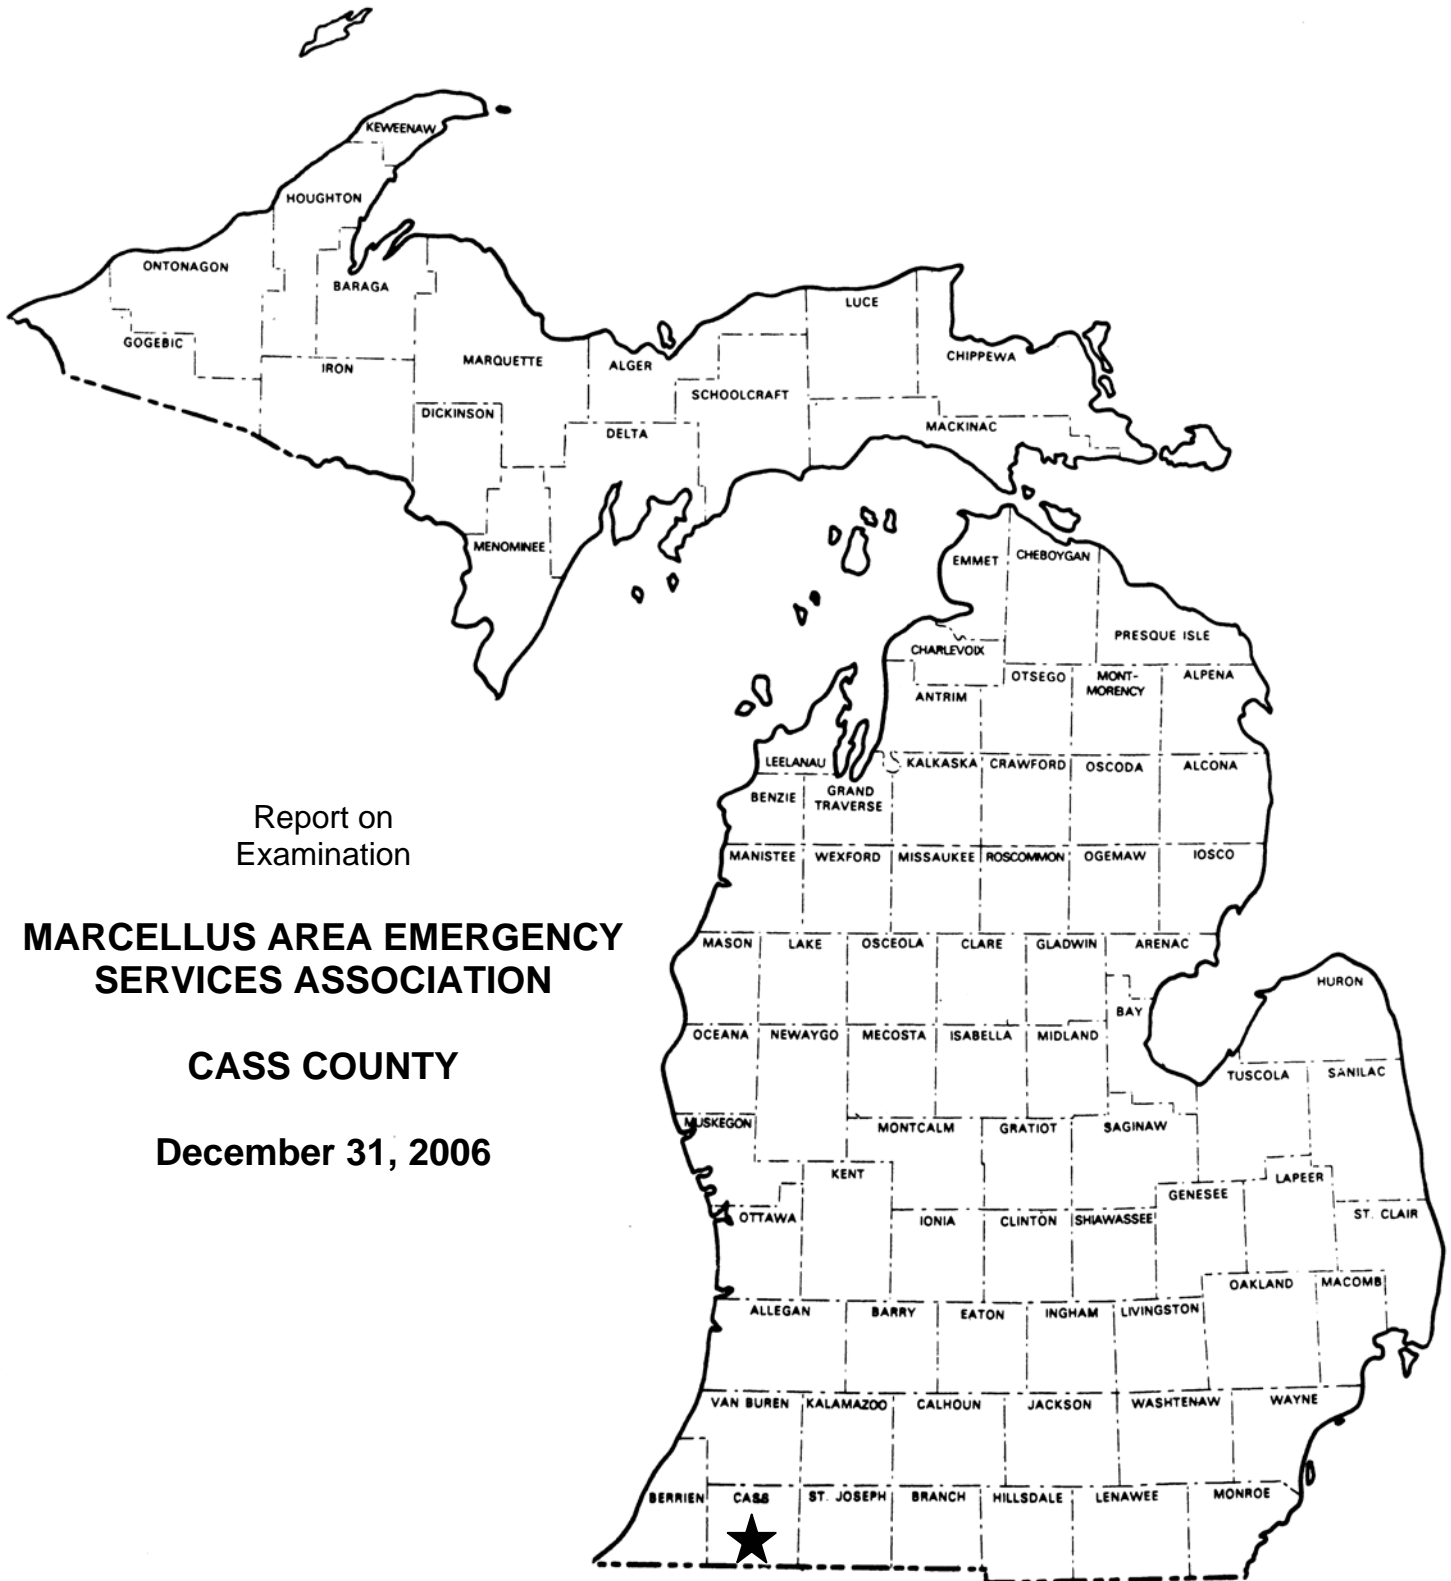 KEWEENAW
HOUGHTON
ONTONAGON
BARAGA
LUCE
GOGEBIC
IRON
MARQUETTE
ALGER
CHIPPEWA
SCHOOLCRAFT
DICKINSON
DELTA
MACKINAC
MENOMINEE
EMMET
CHEBOYGAN
PRESQUE ISLE
CHARLEVOIX
ANTRIM
OTSEGO
MONT-
MORENCY
ALPENA
LEELANAU
KALKASKA
CRAWFORD
OSCODA
ALCONA
BENZIE
GRAND
TRAVERSE
Report on
Examination
MANISTEE
WEXFORD
MISSAUKEE
ROSCOMMON
OGEMAW
IOSCO
MARCELLUS AREA EMERGENCY
SERVICES ASSOCIATION
MASON
LAKE
OSCEOLA
CLARE
GLADWIN
ARENAC
HURON
BAY
OCEANA
NEWAYGO
MECOSTA
ISABELLA
MIDLAND
CASS COUNTY
TUSCOLA
SANILAC
MUSKEGON
MONTCALM
GRATIOT
SAGINAW
December 31, 2006
KENT
GENESEE
LAPEER
OTTAWA
IONIA
CLINTON
SHIAWASSEE
ST. CLAIR
OAKLAND
MACOMB
ALLEGAN
BARRY
EATON
INGHAM
LIVINGSTON
VAN BUREN
KALAMAZOO
CALHOUN
JACKSON
WASHTENAW
WAYNE
BERRIEN
CASS
ST. JOSEPH
BRANCH
HILLSDALE
LENAWEE
MONROE